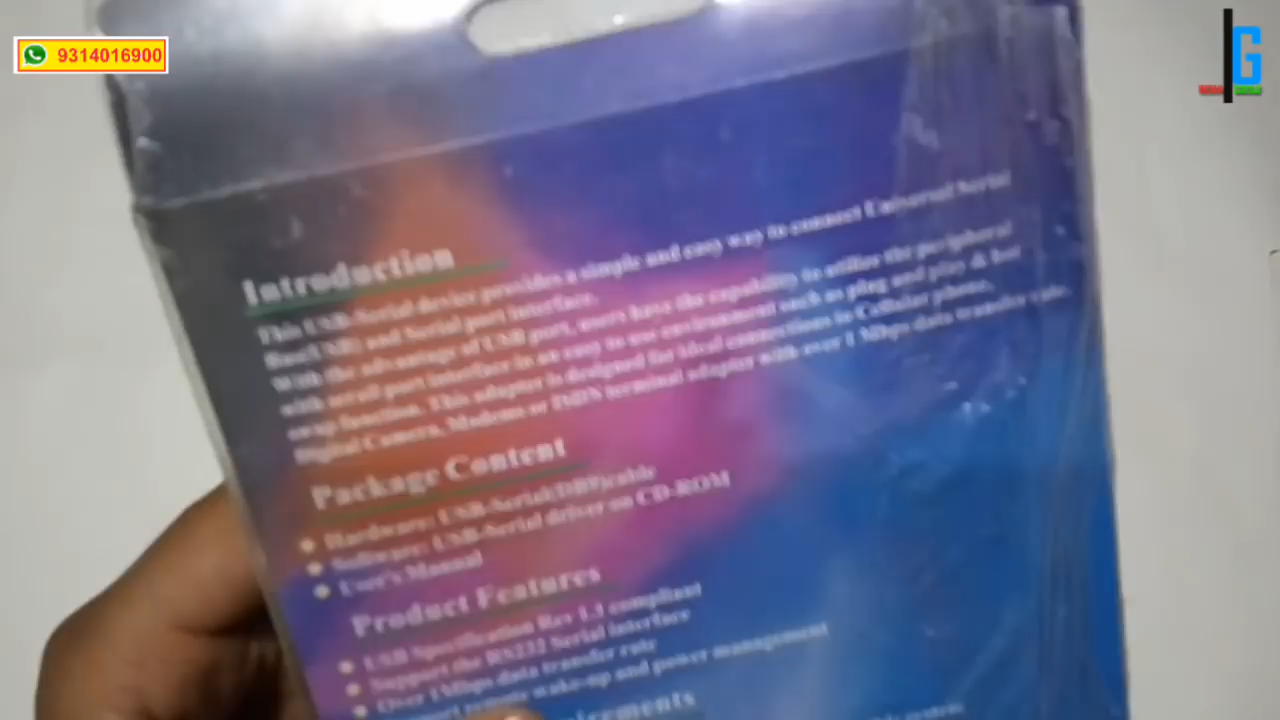 9314016900
Introduction
This USB-Serial device provides a simple and easy way to connect Universal Serial
and Serial port interface.
With the advantage of USB port, users have the capability to utilize the peripheral
with serial port interface in an easy to use environment such as plug and play & hot
swap function. This adapter is designed for ideal connections to Cellular phone,
Digital Camera, Modems or ISDN terminal adapter with over 1 Mbps data transfer rate.
Package Content
Hardware: USB-Serial cable
Software: USB-Serial driver on CD-ROM
User's Manual
Product Features
USB Specification Rev 1.1 compliant
Support the RS232 Serial interface
Over 1Mbps data transfer rate
Support remote wake-up and power management